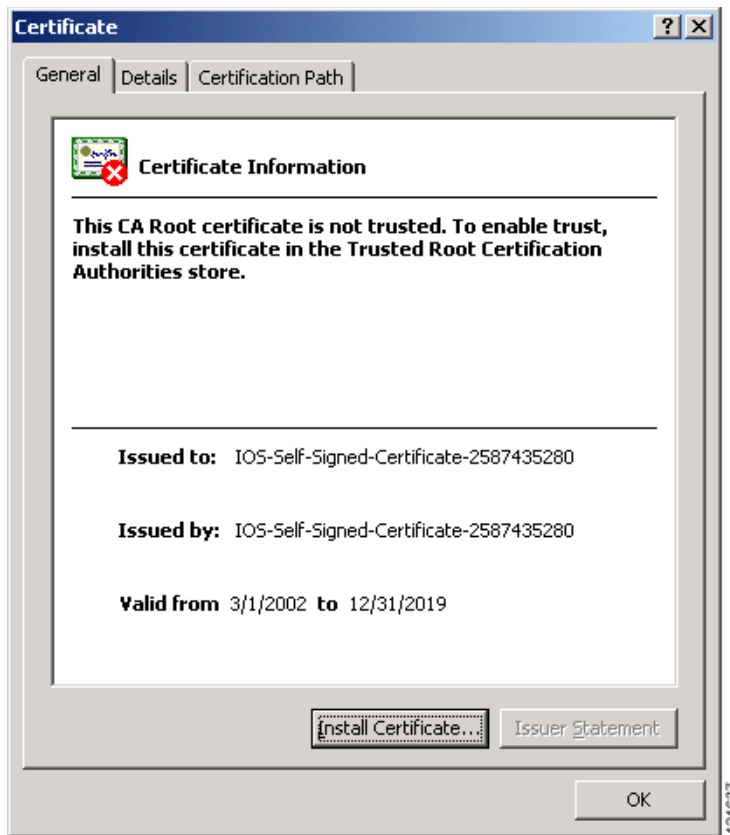 Certificate
General Details Certification Path
Certificate Information
This CA Root certificate is not trusted. To enable trust,
install this certificate in the Trusted Root Certification
Authorities store.
Issued to: IOS-Self-Signed-Certificate-2587435280
Issued by: IOS-Self-Signed-Certificate-2587435280
Valid from 3/1/2002 to 12/31/2019
Install Certificate... Issuer Statement
OK